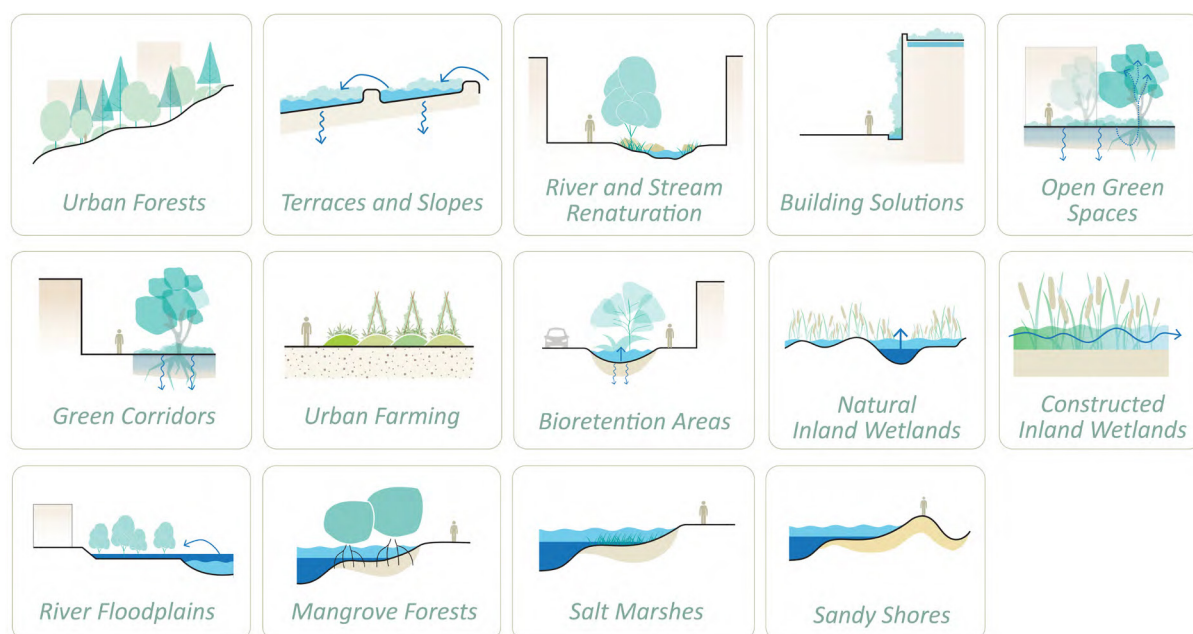 Urban Forests
Terraces and Slopes
River and Stream
Renaturation
Building Solutions
Open Green
Spaces
Green Corridors
Urban Farming
Bioretention Areas
Natural
Inland Wetlands
Constructed
Inland Wetlands
River Floodplains
Mangrove Forests
Salt Marshes
Sandy Shores